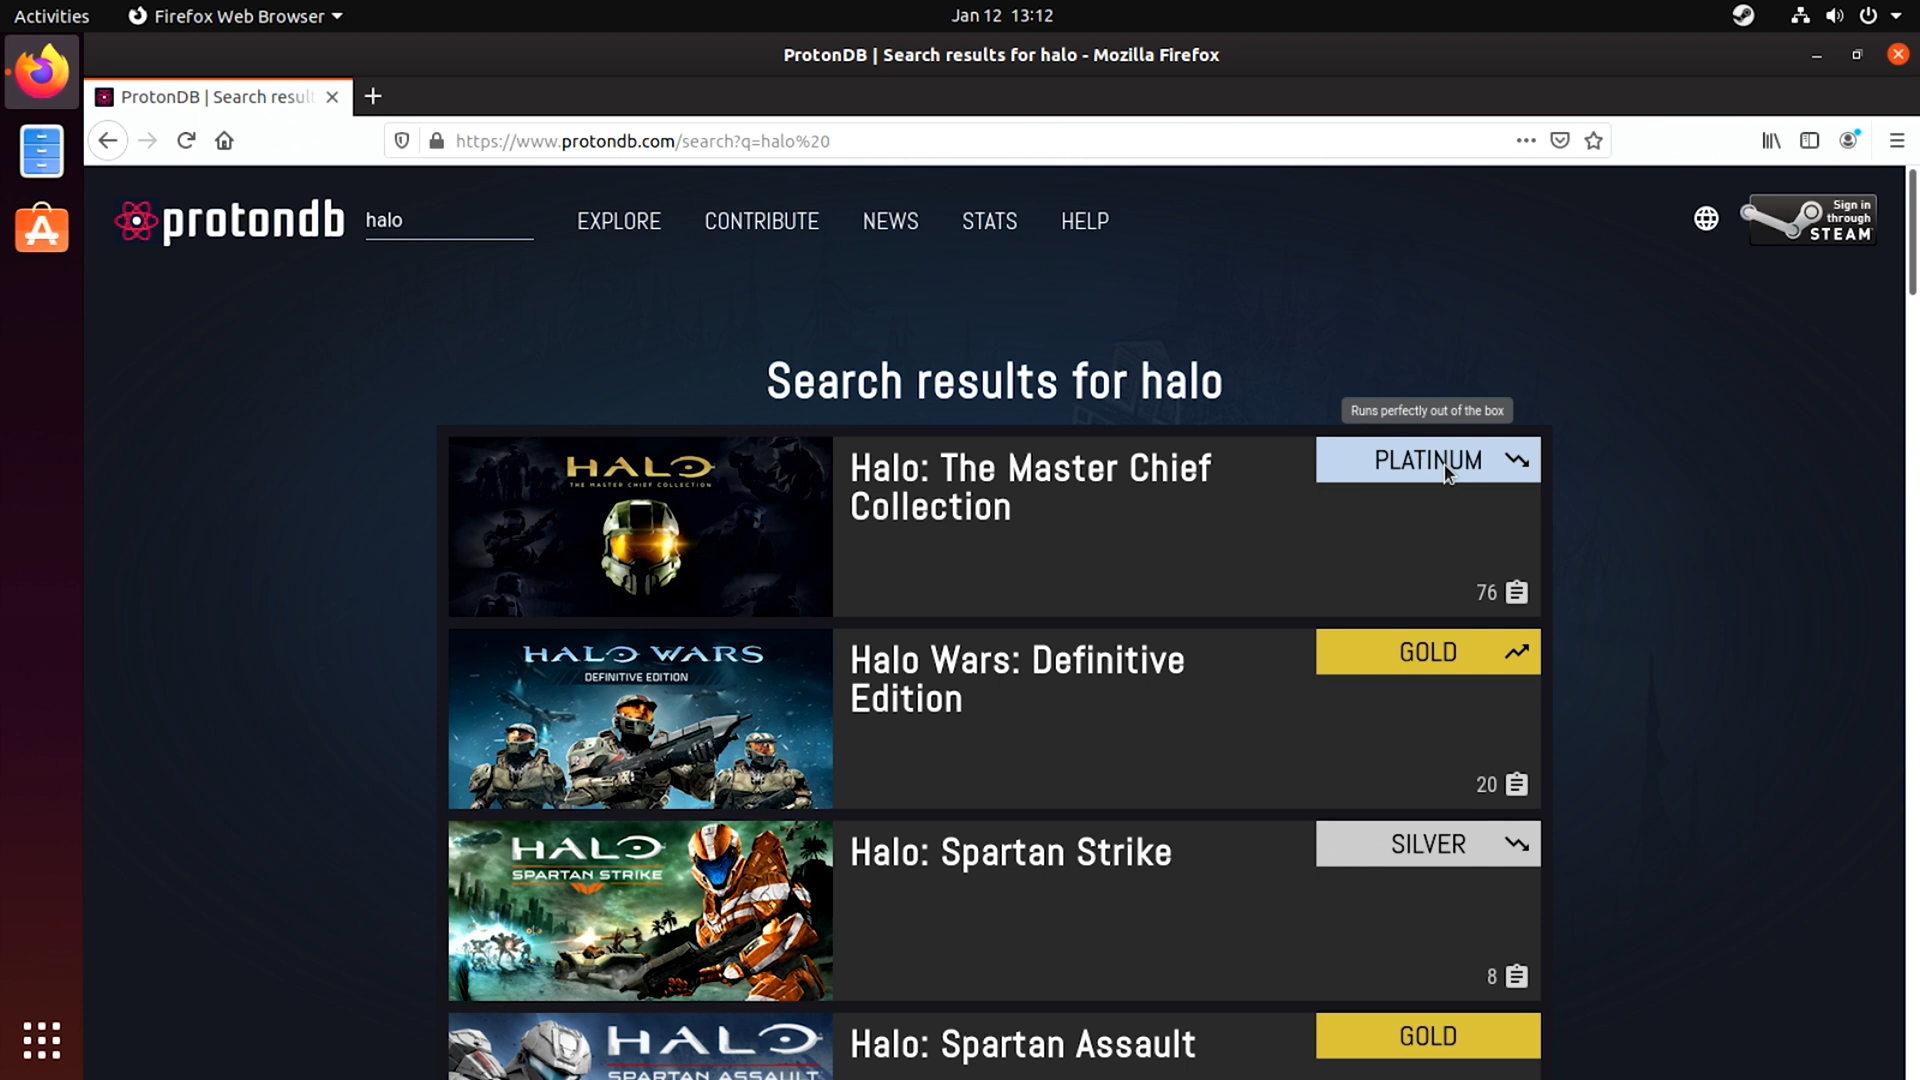 Activities
Firefox Web Browser
Jan 12 13:12
ProtonDB | Search results for halo - Mozilla Firefox
ProtonDB | Search result
https://www.protondb.com/search?q=halo%20
protondb
halo
EXPLORE
CONTRIBUTE
NEWS
STATS
HELP
Sign in
through
STEAM
Search results for halo
Runs perfectly out of the box
HALO
THE MASTER CHIEF COLLECTION
Halo: The Master Chief
Collection
PLATINUM
76
HALO WARS
DEFINITIVE EDITION
Halo Wars: Definitive
Edition
GOLD
20
HALO
SPARTAN STRIKE
Halo: Spartan Strike
SILVER
8
HALO
SPARTAN ASSAULT
Halo: Spartan Assault
GOLD